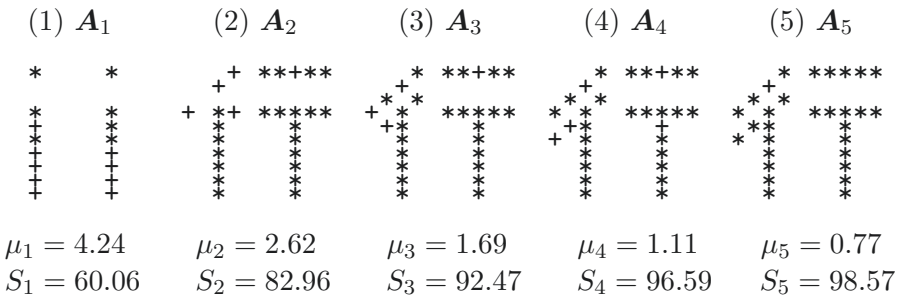 (1) A₁ (2) A₂ (3) A₃ (4) A₄ (5) A₅
μ₁ = 4.24 μ₂ = 2.62 μ₃ = 1.69 μ₄ = 1.11 μ₅ = 0.77
S₁ = 60.06 S₂ = 82.96 S₃ = 92.47 S₄ = 96.59 S₅ = 98.57